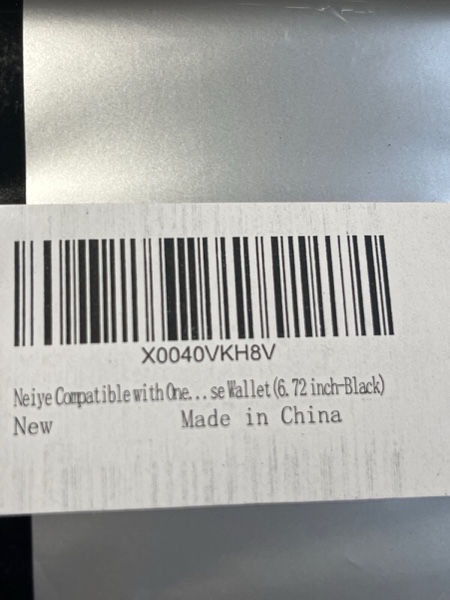 X0040VKH8V
Neiye Compatible with One...se Wallet (6.72 inch-Black)
New
Made in China